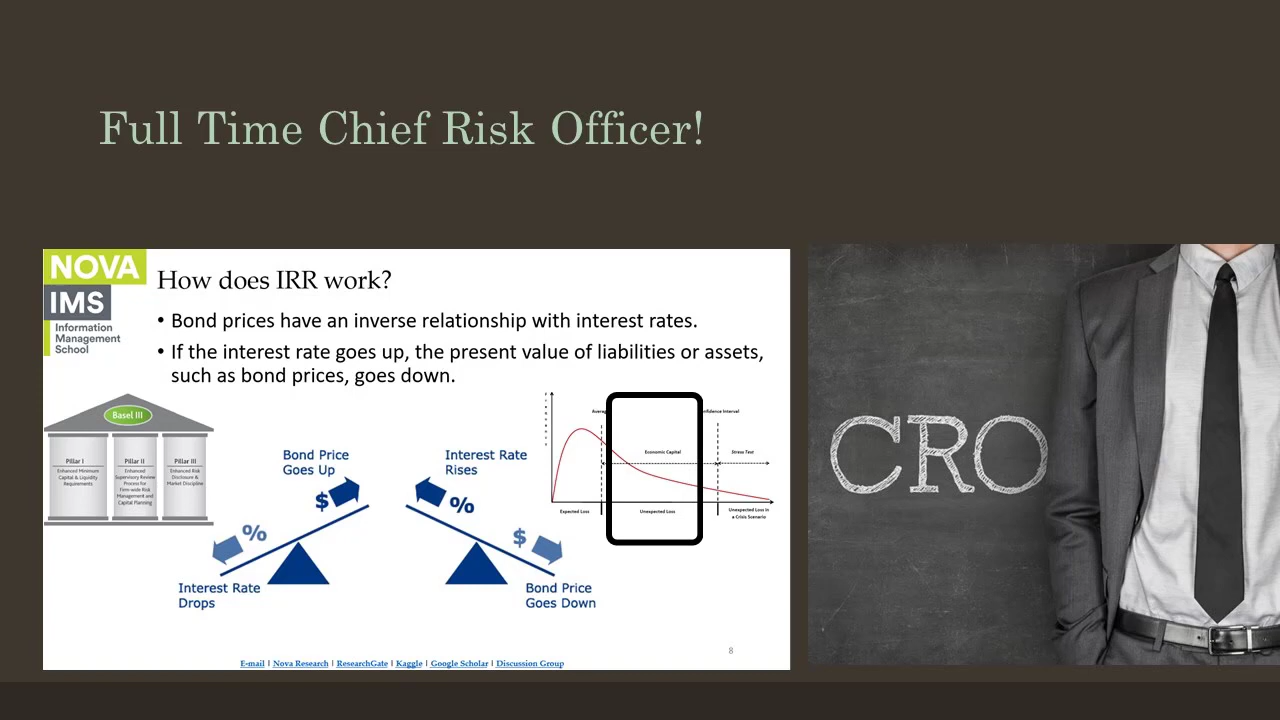 Full Time Chief Risk Officer!
NOVA
IMS
Information
Management
School
How does IRR work?
• Bond prices have an inverse relationship with interest rates.
• If the interest rate goes up, the present value of liabilities or assets,
such as bond prices, goes down.
Basel III
Pillar I
Enhanced Minimum
Capital & Liquidity
Requirements
Pillar II
Enhanced
Supervisory Review
Process for
Firm-wide Risk
Management and
Capital Planning
Pillar III
Enhanced Risk
Disclosure &
Market Discipline
Bond Price
Goes Up
$
%
Interest Rate
Drops
Interest Rate
Rises
%
$
Bond Price
Goes Down
Economic Capital
Stress Test
Expected Loss
Unexpected Loss
Unexpected Loss in
a Crisis Scenario
8
E-mail | Nova Research | ResearchGate | Kaggle | Google Scholar | Discussion Group
CRO